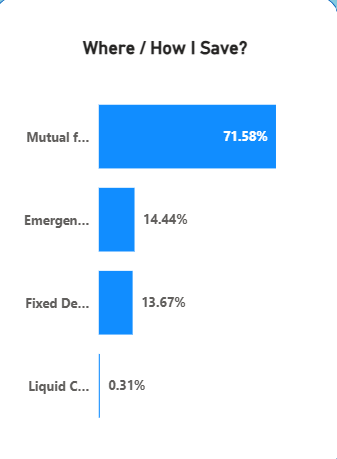 Where / How I Save?
Mutual f... 71.58%
Emergen... 14.44%
Fixed De... 13.67%
Liquid C... 0.31%